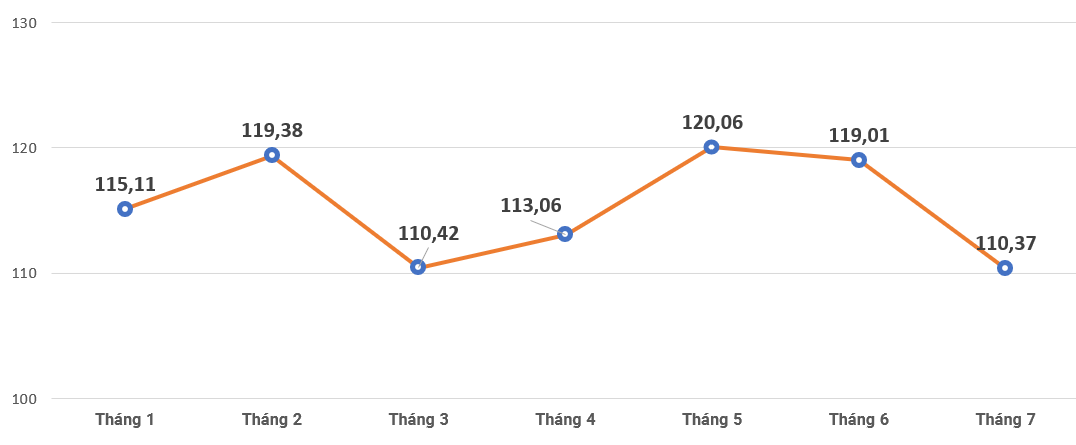 130
120
110
100
115,11
119,38
110,42
113,06
120,06
119,01
110,37
Tháng 1
Tháng 2
Tháng 3
Tháng 4
Tháng 5
Tháng 6
Tháng 7